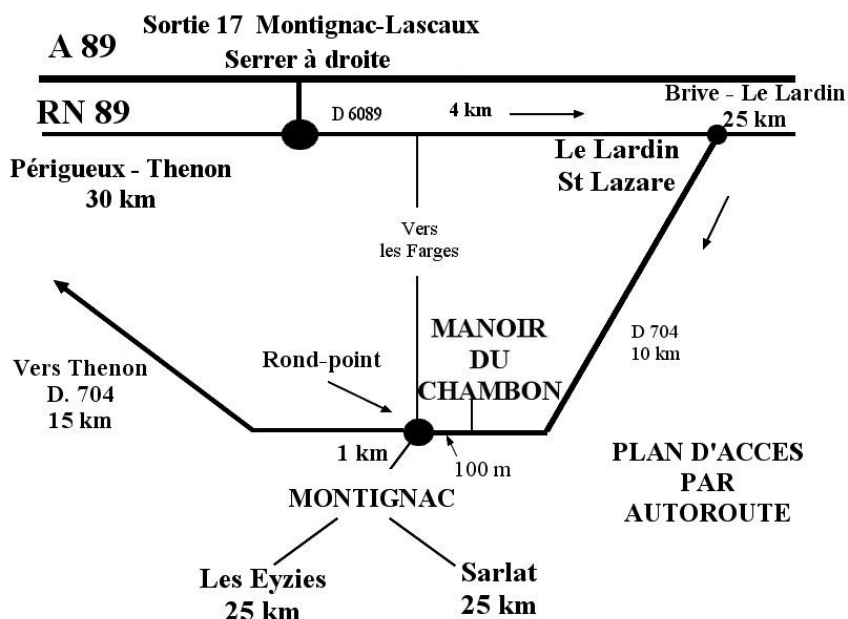 Sortie 17 Montignac-Lascaux
A 89
Serrer à droite
RN 89
D 6089
4 km
Brive - Le Lardin
25 km
Périgueux - Thenon
30 km
Le Lardin
St Lazare
Vers
les Farges
MANOIR
DU
CHAMBON
D 704
10 km
Rond-point
Vers Thenon
D. 704
15 km
1 km
100 m
PLAN D'ACCES
PAR
AUTOROUTE
MONTIGNAC
Les Eyzies
25 km
Sarlat
25 km